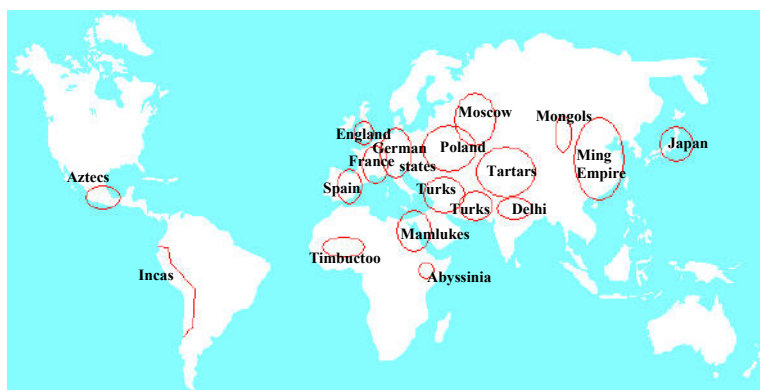 Moscow
Mongols
England
German
states
Poland
Japan
France
Ming
Empire
Aztecs
Tartars
Spain
Turks
Turks
Delhi
Mamlukes
Timbuctoo
Incas
Abyssinia